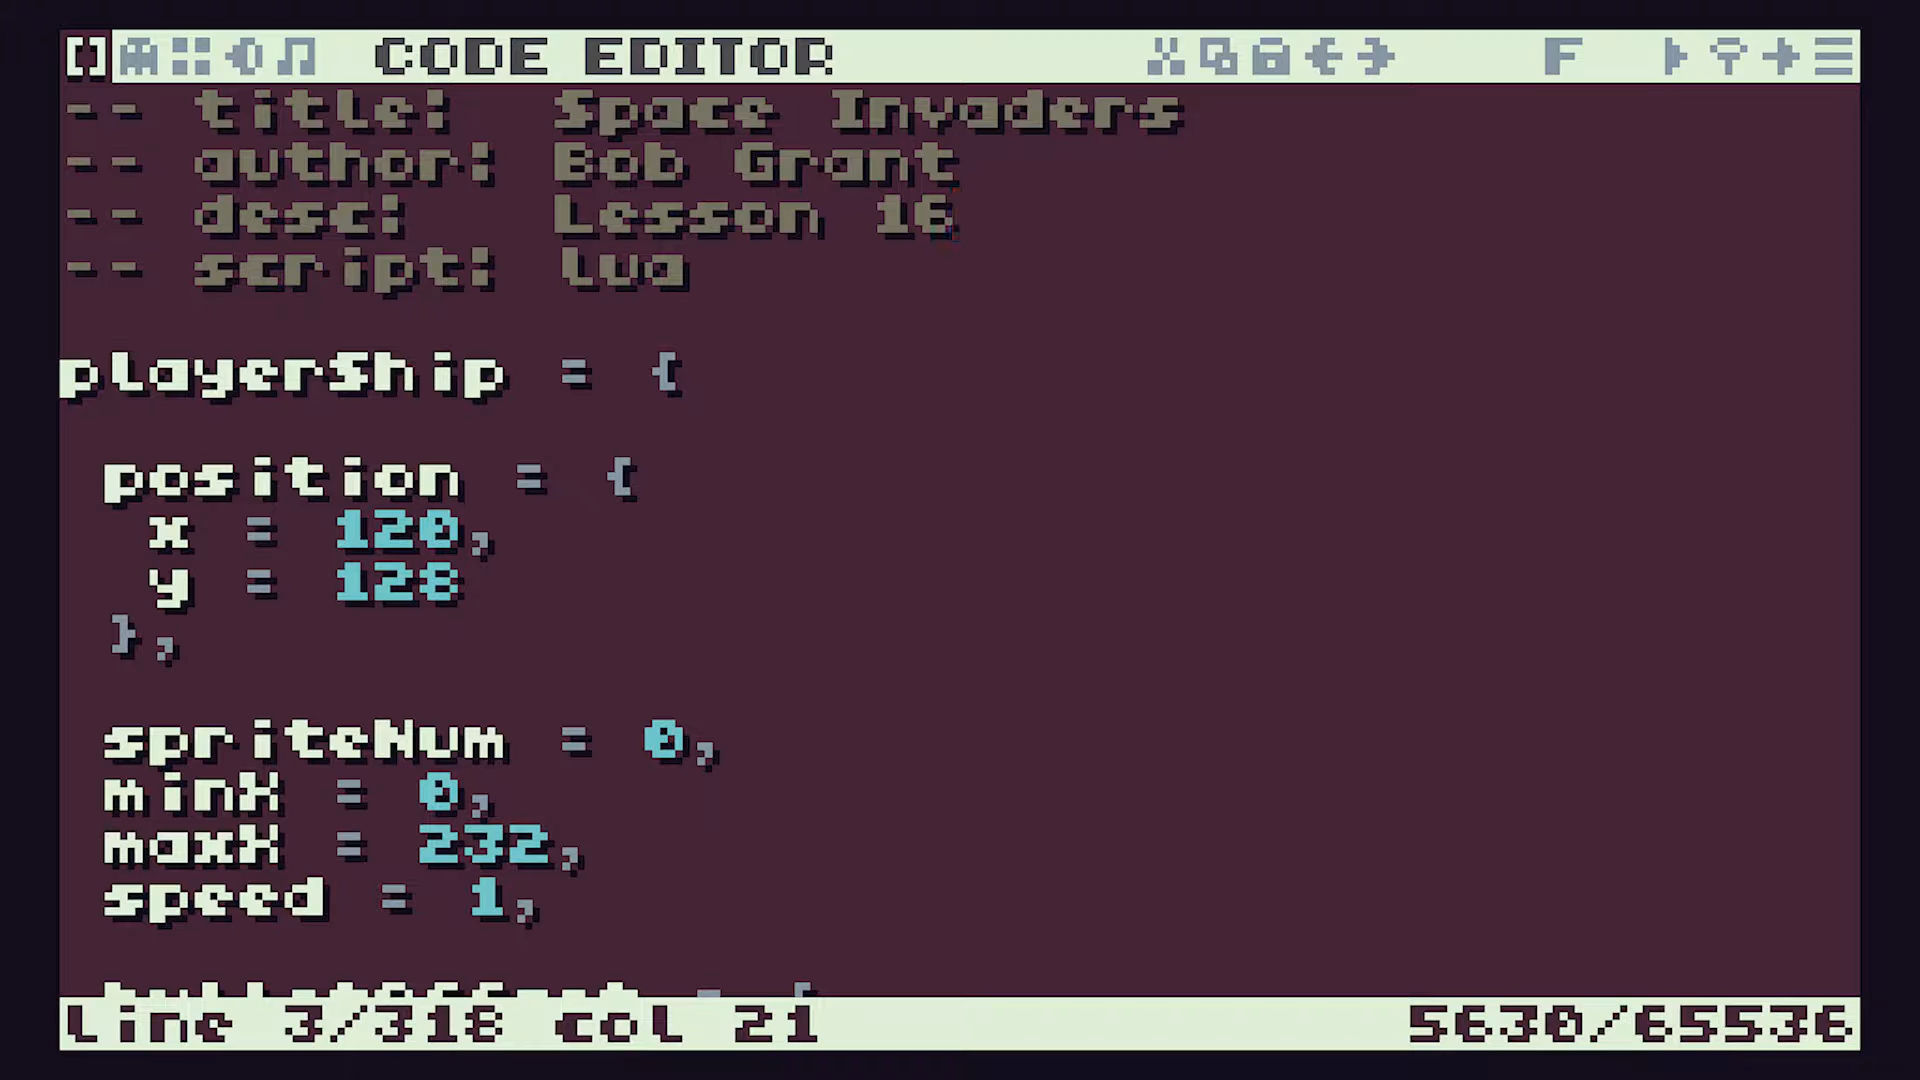 CODE EDITOR F
-- title: Space Invaders
-- author: Bob Grant
-- desc: Lesson 16
-- script: lua
playerShip = {
position = {
x = 120,
y = 128
},
spriteNum = 0,
minX = 0,
maxX = 232,
speed = 1,
line 3/318 col 21
5630/65536